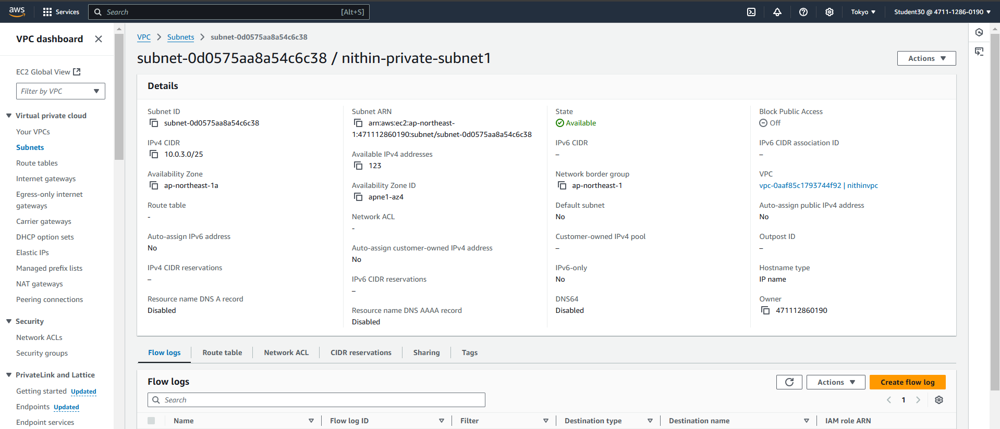 aws
Services
Search
[Alt+S]
Tokyo
Student30 @ 4711-1286-0190
VPC dashboard
EC2 Global View
Filter by VPC
Virtual private cloud
Your VPCs
Subnets
Route tables
Internet gateways
Egress-only internet
gateways
Carrier gateways
DHCP option sets
Elastic IPs
Managed prefix lists
NAT gateways
Peering connections
Security
Network ACLs
Security groups
PrivateLink and Lattice
Getting started Updated
Endpoints Updated
Endpoint services
VPC > Subnets > subnet-0d0575aa8a54c6c38
subnet-0d0575aa8a54c6c38 / nithin-private-subnet1
Actions
Details
Subnet ID
subnet-0d0575aa8a54c6c38
IPv4 CIDR
10.0.3.0/25
Availability Zone
ap-northeast-1a
Route table
-
Auto-assign IPv6 address
No
IPv4 CIDR reservations
–
Resource name DNS A record
Disabled
Subnet ARN
arn:aws:ec2:ap-northeast-
1:471112860190:subnet/subnet-0d0575aa8a54c6c38
Available IPv4 addresses
123
Availability Zone ID
apne1-az4
Network ACL
-
Auto-assign customer-owned IPv4 address
No
IPv6 CIDR reservations
–
Resource name DNS AAAA record
Disabled
State
Available
IPv6 CIDR
–
Network border group
ap-northeast-1
Default subnet
No
Customer-owned IPv4 pool
–
IPv6-only
No
DNS64
Disabled
Block Public Access
Off
IPv6 CIDR association ID
–
VPC
vpc-0aaf85c1793744f92 | nithinvpc
Auto-assign public IPv4 address
No
Outpost ID
–
Hostname type
IP name
Owner
471112860190
Flow logs
Route table
Network ACL
CIDR reservations
Sharing
Tags
Flow logs
Actions
Create flow log
Search
1
Name
Flow log ID
Filter
Destination type
Destination name
IAM role ARN